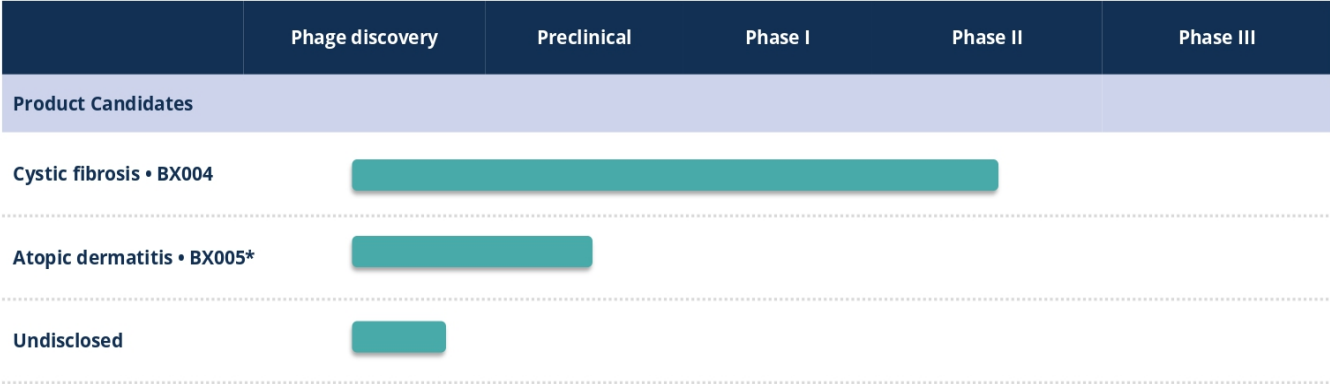 Phage discovery Preclinical Phase I Phase II Phase III
Product Candidates
Cystic fibrosis • BX004
Atopic dermatitis • BX005*
Undisclosed